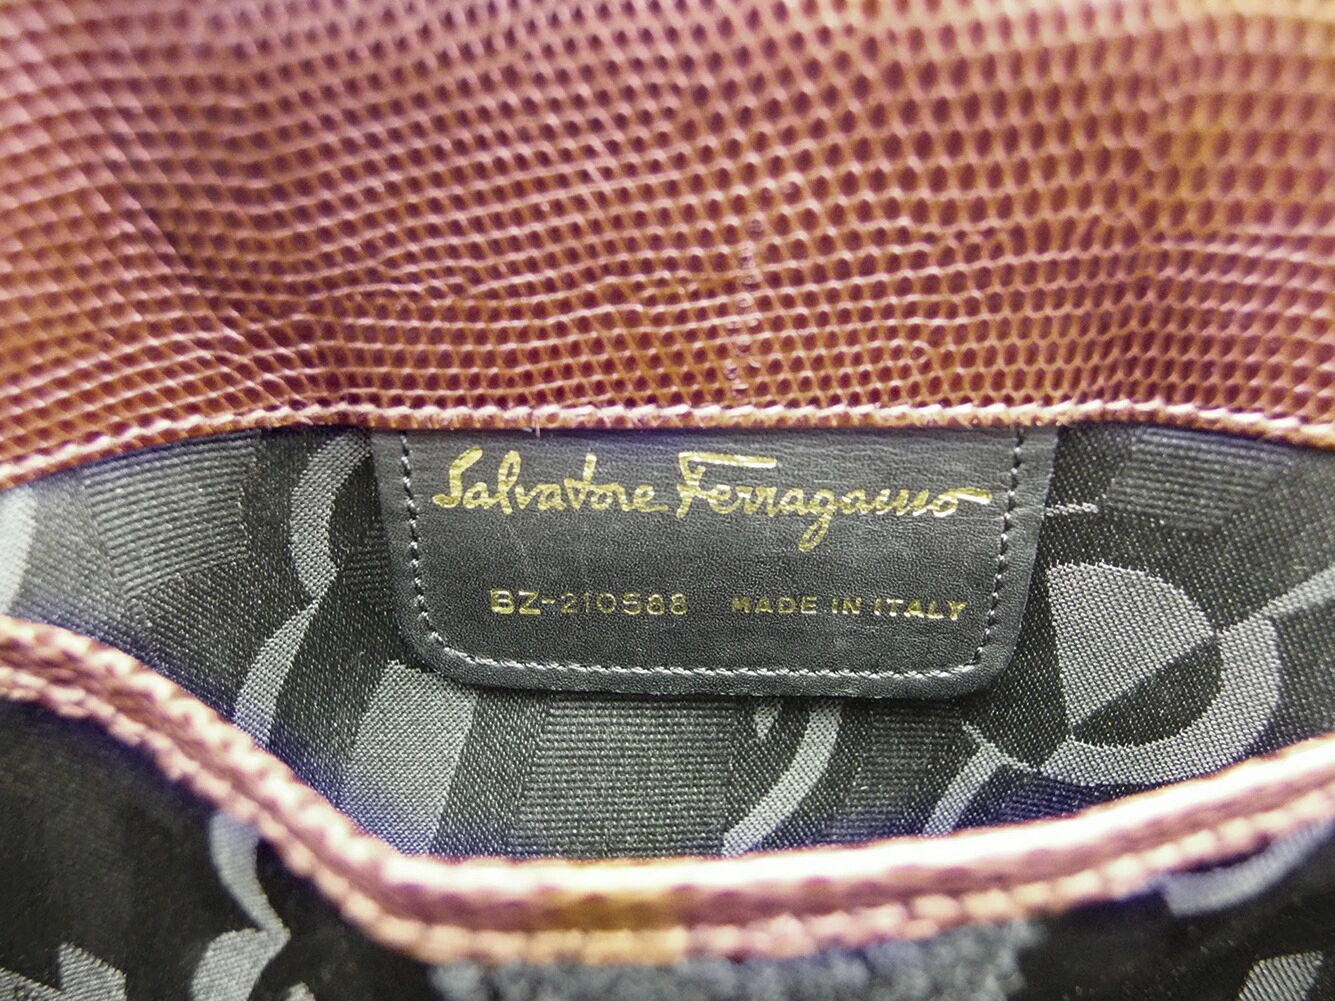 Salvatore Ferragamo
BZ-210588 MADE IN ITALY